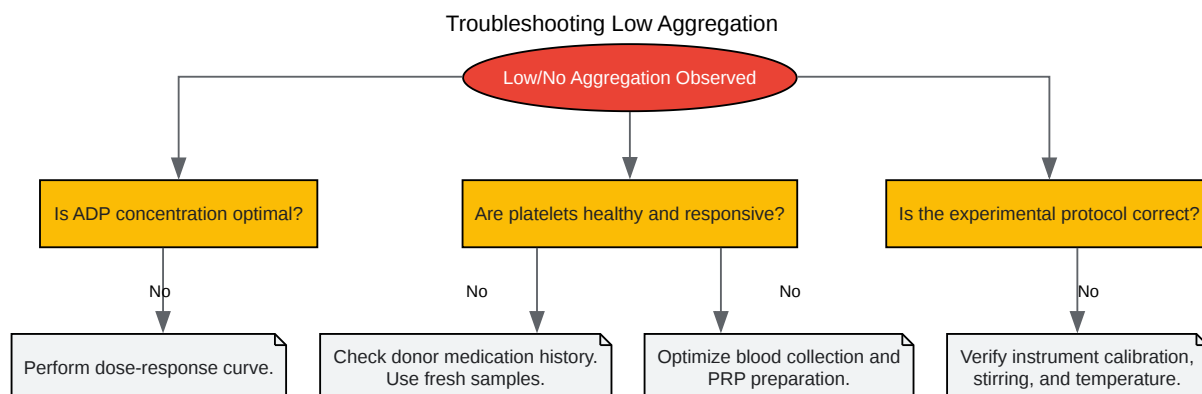 Troubleshooting Low Aggregation
Low/No Aggregation Observed
Is ADP concentration optimal?
Are platelets healthy and responsive?
Is the experimental protocol correct?
No
No
No
No
Perform dose-response curve.
Check donor medication history.
Use fresh samples.
Optimize blood collection and
PRP preparation.
Verify instrument calibration,
stirring, and temperature.